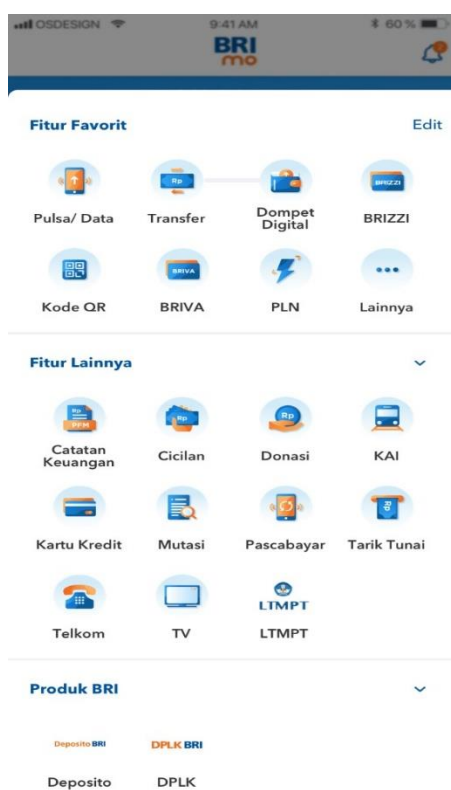 OSDESIGN 9:41 AM 60 %
BRI
mo
Fitur Favorit Edit
Rp BRIZZI
Pulsa/ Data Transfer Dompet Digital BRIZZI
BRIVA
Kode QR BRIVA PLN Lainnya
Fitur Lainnya
Rp PFM Rp Rp
Catatan Keuangan Cicilan Donasi KAI
Rp
Kartu Kredit Mutasi Pascabayar Tarik Tunai
LTMPT
Telkom TV LTMPT
Produk BRI
Deposito BRI DPLK BRI
Deposito DPLK